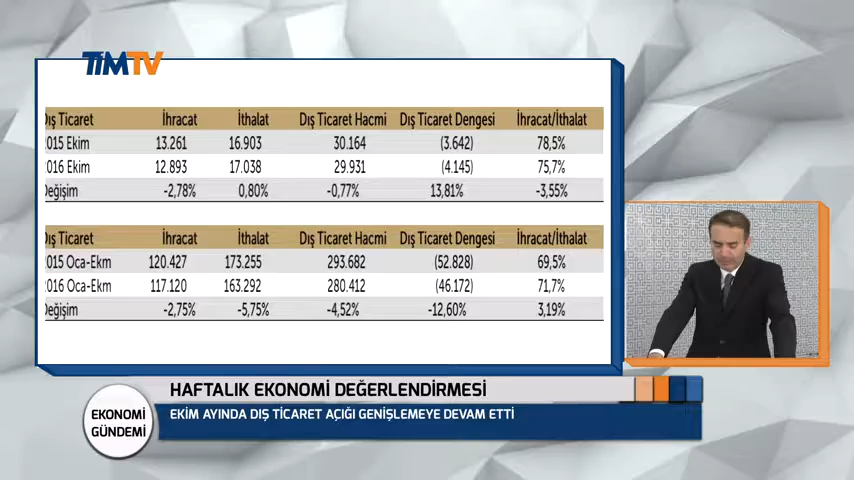 TİMTV
Dış Ticaret İhracat İthalat Dış Ticaret Hacmi Dış Ticaret Dengesi İhracat/İthalat
2015 Ekim 13.261 16.903 30.164 (3.642) 78,5%
2016 Ekim 12.893 17.038 29.931 (4.145) 75,7%
Değişim -2,78% 0,80% -0,77% 13,81% -3,55%
Dış Ticaret İhracat İthalat Dış Ticaret Hacmi Dış Ticaret Dengesi İhracat/İthalat
2015 Oca-Ekm 120.427 173.255 293.682 (52.828) 69,5%
2016 Oca-Ekm 117.120 163.292 280.412 (46.172) 71,7%
Değişim -2,75% -5,75% -4,52% -12,60% 3,19%
HAFTALIK EKONOMİ DEĞERLENDİRMESİ
EKİM AYINDA DIŞ TİCARET AÇIĞI GENİŞLEMEYE DEVAM ETTİ
EKONOMİ
GÜNDEMİ